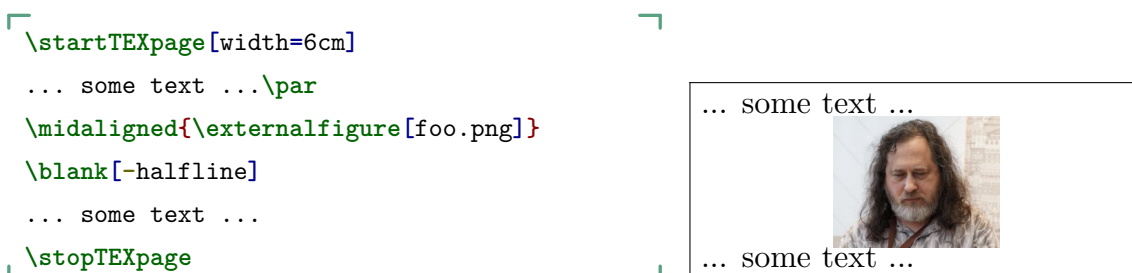 \startTEXpage[width=6cm]
... some text ...\par
\midaligned{\externalfigure[foo.png]}
\blank[-halfline]
... some text ...
\stopTEXpage
... some text ...
... some text ...